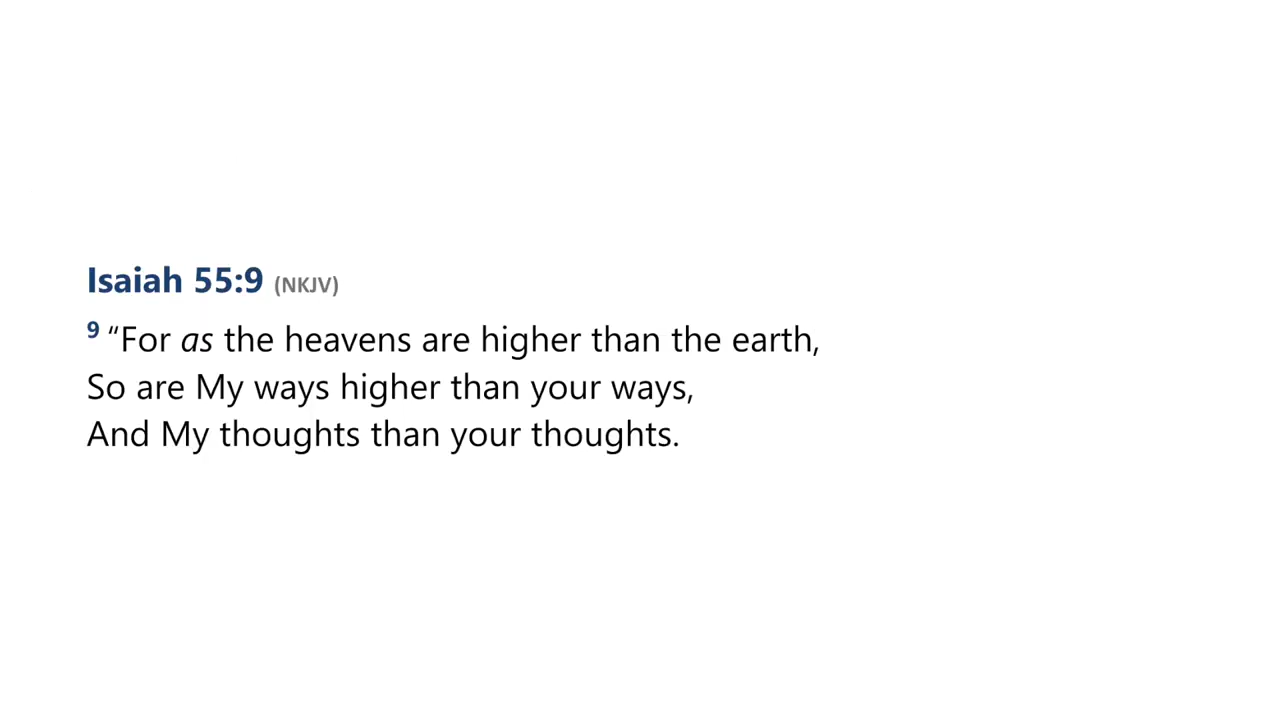 Isaiah 55:9 (NKJV)
9 “For as the heavens are higher than the earth,
So are My ways higher than your ways,
And My thoughts than your thoughts.